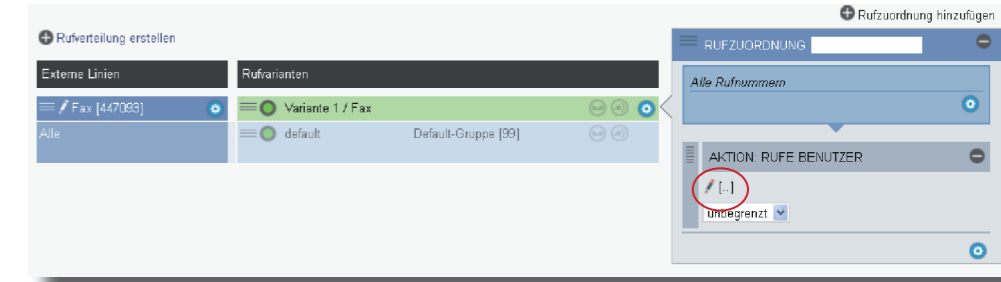 Rufzuordnung hinzufügen
Rufverteilung erstellen
RUFZUORDNUNG
Externe Linien
Rufvarianten
Alle Rufnummern
Fax [447093]
Variante 1 / Fax
Alle
default Default-Gruppe [99]
AKTION: RUFE BENUTZER
[..]
unbegrenzt